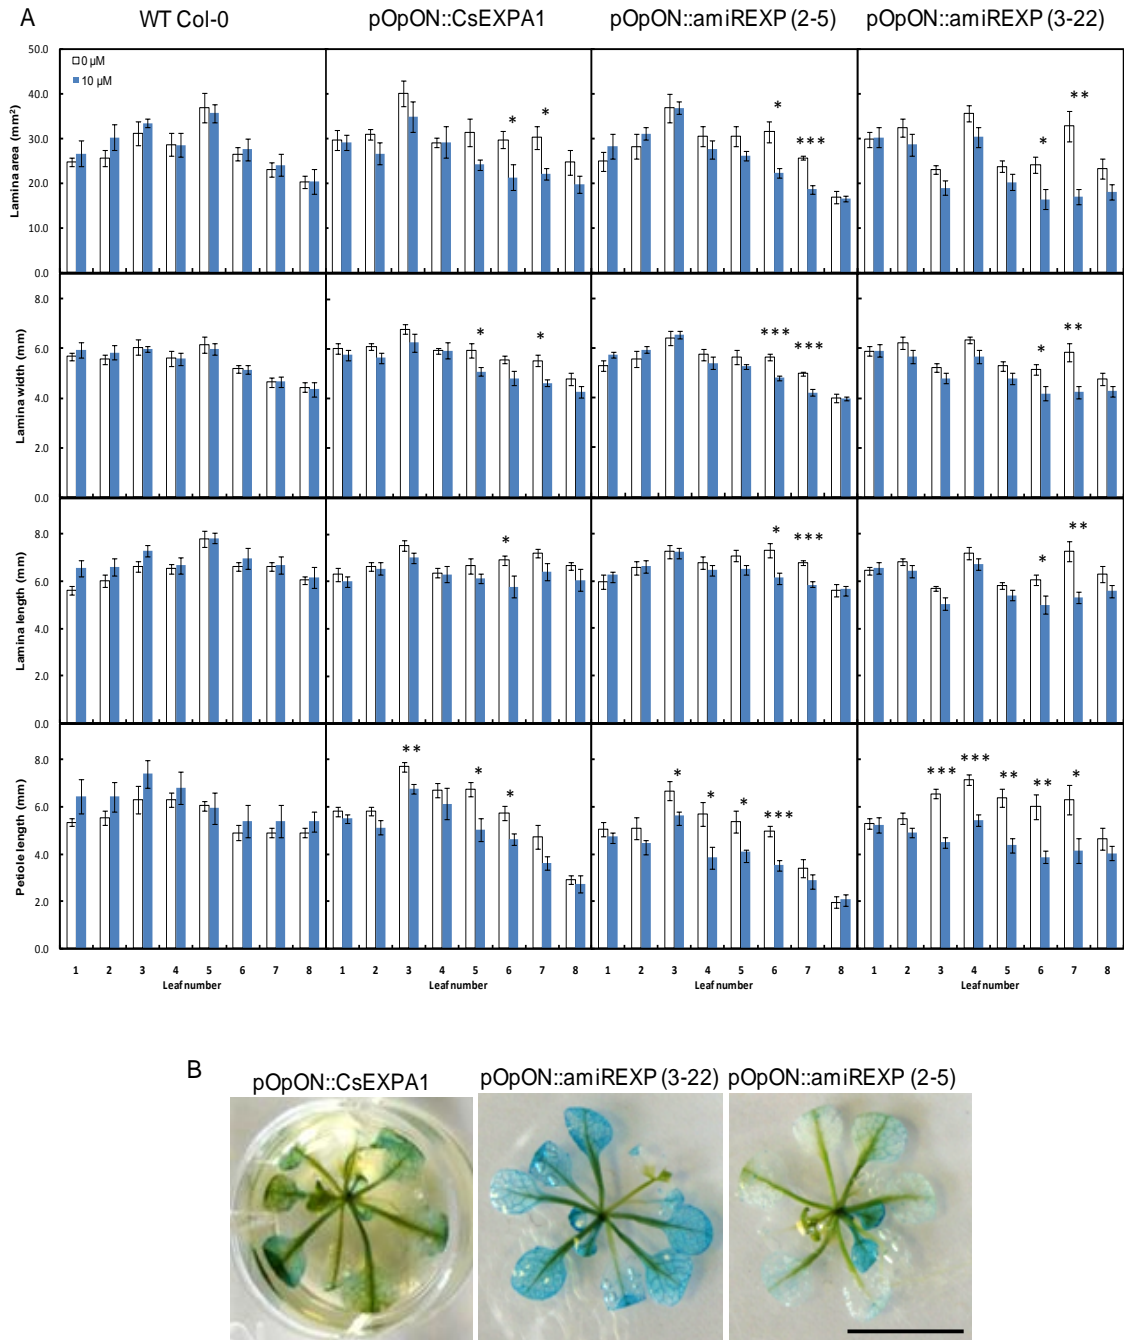 A
WT Col-0 pOpON::CsEXPA1 pOpON::amiREXP (2-5) pOpON::amiREXP (3-22)
50.0
40.0
30.0
20.0
10.0
0.0
Lamina area (mm²)
0 µM
10 µM
* *
* ***
* **
8.0
6.0
4.0
2.0
0.0
Lamina width (mm)
* *
*** ***
* **
8.0
6.0
4.0
2.0
0.0
Lamina length (mm)
*
* ***
* **
8.0
6.0
4.0
2.0
0.0
Petiole length (mm)
** * *
* * * ***
*** *** ** ** *
1 2 3 4 5 6 7 8 1 2 3 4 5 6 7 8 1 2 3 4 5 6 7 8 1 2 3 4 5 6 7 8
Leaf number Leaf number Leaf number Leaf number
B
pOpON::CsEXPA1 pOpON::amiREXP (3-22) pOpON::amiREXP (2-5)